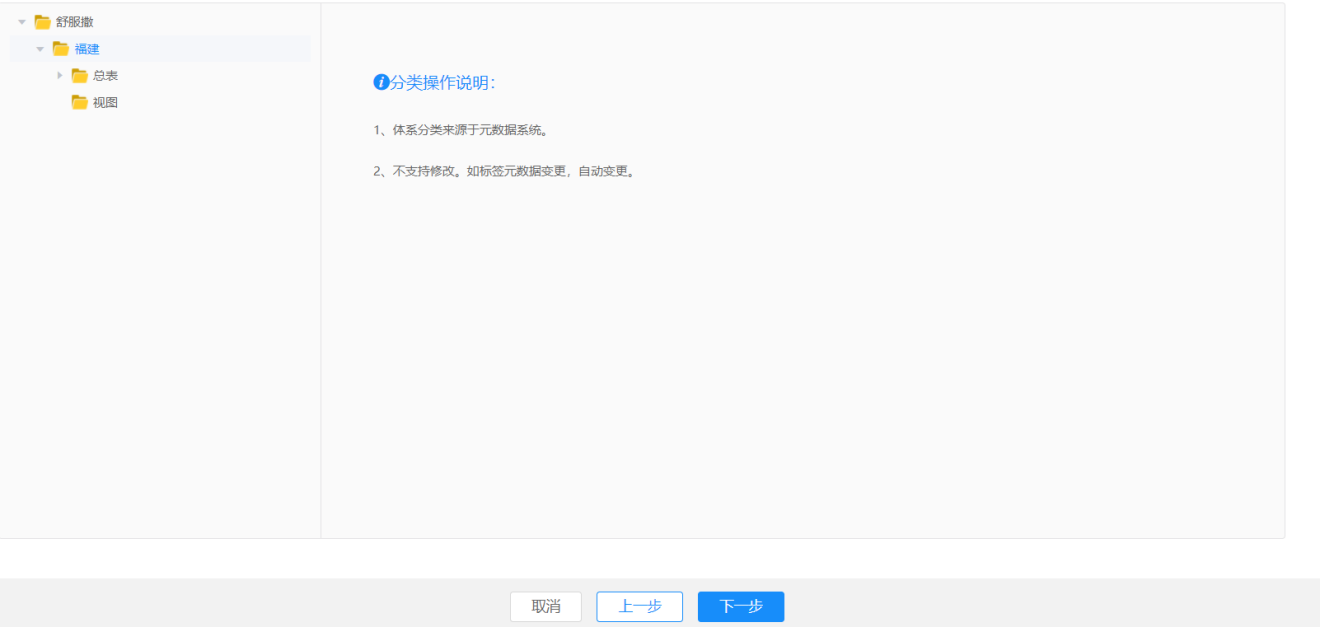 舒服撒
福建
总表
视图
分类操作说明：
1、体系分类来源于元数据系统。
2、不支持修改。如标签元数据变更，自动变更。
取消
上一步
下一步